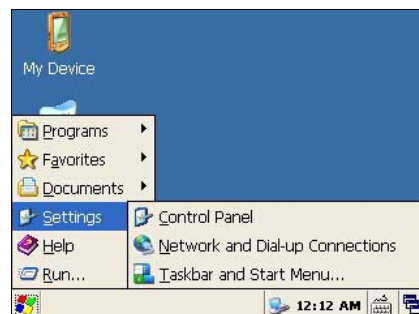 My Device
Programs
Favorites
Documents
Settings
Help
Run...
Control Panel
Network and Dial-up Connections
Taskbar and Start Menu...
12:12 AM